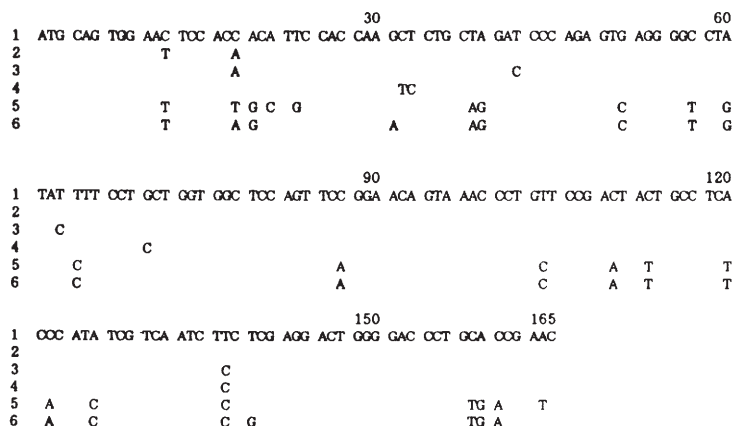 30 60
1 ATG CAG TGG AAC TCC ACC ACA TTC CAC CAA GCT CTG CTA GAT CCC AGA GTG AGG GGC CTA
2 T A
3 A C
4 TC
5 T T G C G AG C T G
6 T A G A AG C T G
90 120
1 TAT TTT CCT GCT GGT GGC TCC AGT TCC GGA ACA GTA AAC CCT GTT CCG ACT ACT GCC TCA
2
3 C
4 C
5 C A C A T T
6 C A C A T T
150 165
1 CCC ATA TCG TCA ATC TTC TCG AGG ACT GGG GAC CCT GCA CCG AAC
2
3 C
4 C
5 A C C TG A T
6 A C C G TG A